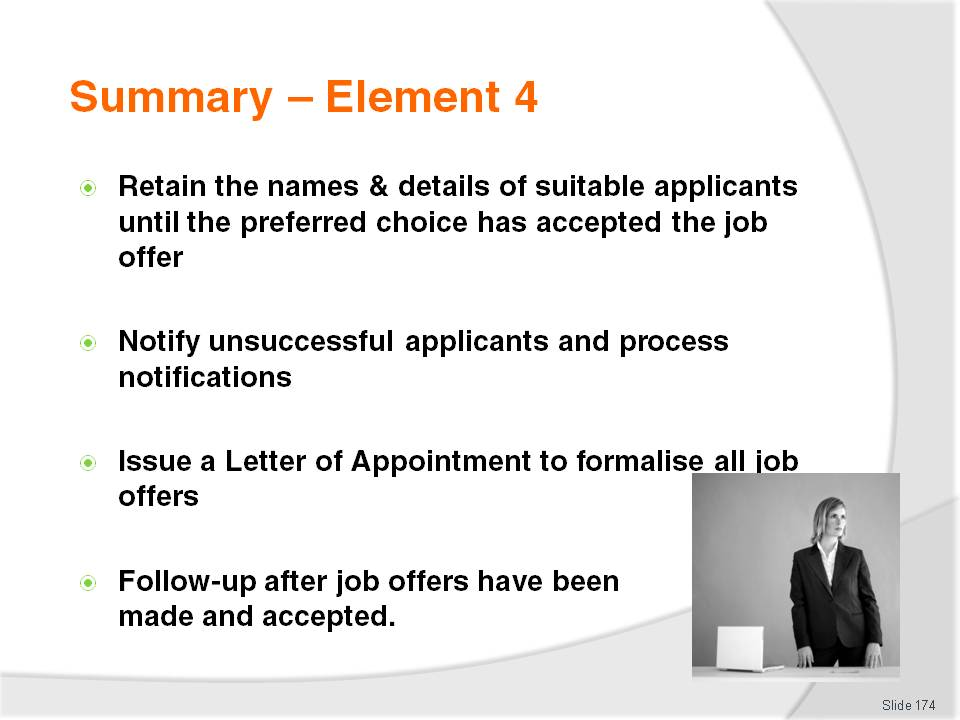 Summary – Element 4
Retain the names & details of suitable applicants
until the preferred choice has accepted the job
offer
Notify unsuccessful applicants and process
notifications
Issue a Letter of Appointment to formalise all job
offers
Follow-up after job offers have been
made and accepted.
Slide 174